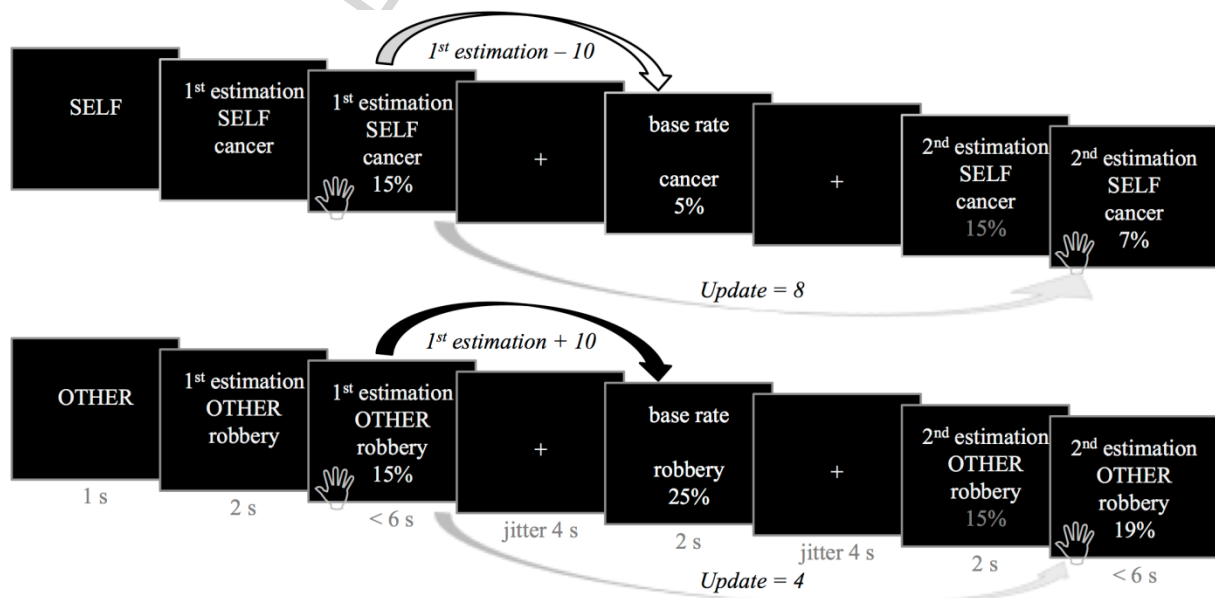 1st estimation – 10
SELF
1st estimation
SELF
cancer
1st estimation
SELF
cancer
15%
+
base rate
cancer
5%
+
2nd estimation
SELF
cancer
15%
2nd estimation
SELF
cancer
7%
Update = 8
1st estimation + 10
OTHER
1st estimation
OTHER
robbery
1st estimation
OTHER
robbery
15%
+
base rate
robbery
25%
+
2nd estimation
OTHER
robbery
15%
2nd estimation
OTHER
robbery
19%
1 s
2 s
< 6 s
jitter 4 s
2 s
jitter 4 s
2 s
< 6 s
Update = 4